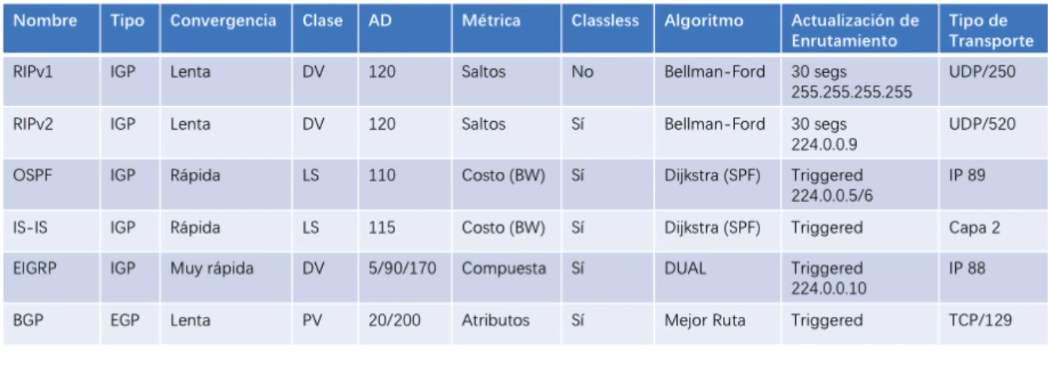 Nombre Tipo Convergencia Clase AD Métrica Classless Algoritmo Actualización de Enrutamiento Tipo de Transporte
RIPv1 IGP Lenta DV 120 Saltos No Bellman-Ford 30 segs 255.255.255.255 UDP/250
RIPv2 IGP Lenta DV 120 Saltos Sí Bellman-Ford 30 segs 224.0.0.9 UDP/520
OSPF IGP Rápida LS 110 Costo (BW) Sí Dijkstra (SPF) Triggered 224.0.0.5/6 IP 89
IS-IS IGP Rápida LS 115 Costo (BW) Sí Dijkstra (SPF) Triggered Capa 2
EIGRP IGP Muy rápida DV 5/90/170 Compuesta Sí DUAL Triggered 224.0.0.10 IP 88
BGP EGP Lenta PV 20/200 Atributos Sí Mejor Ruta Triggered TCP/129